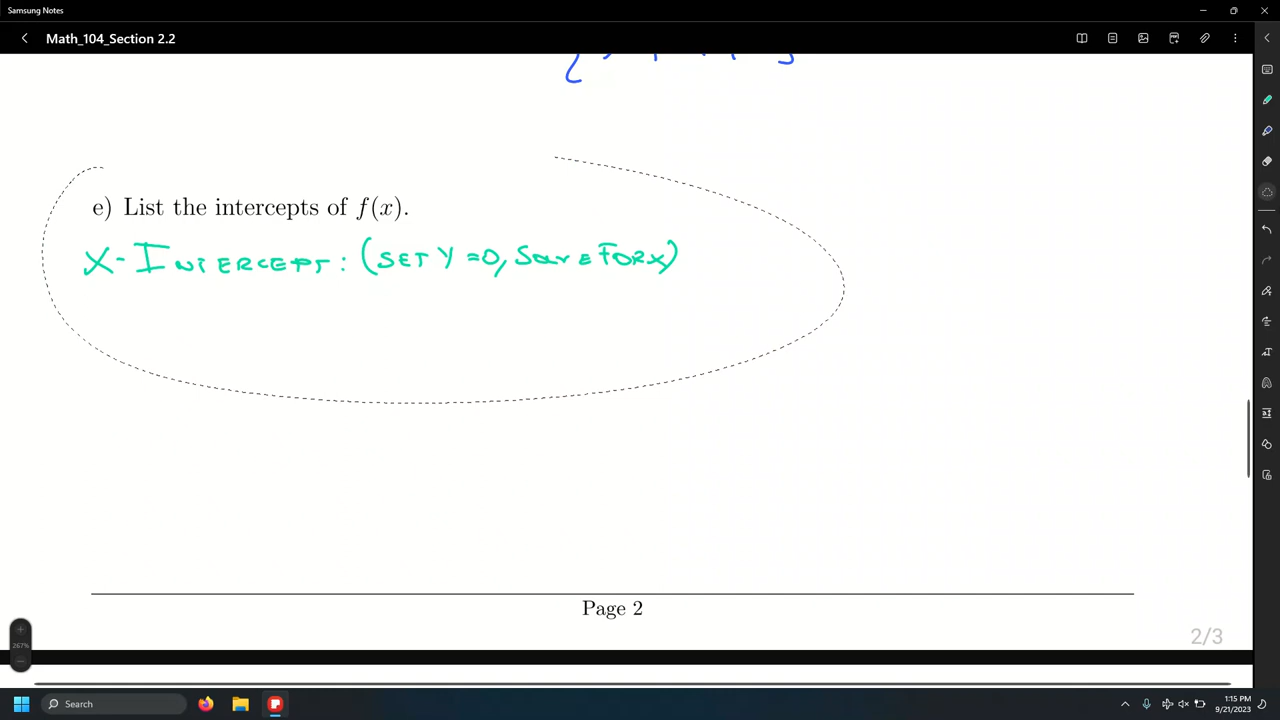 Samsung Notes
Math_104_Section 2.2
e) List the intercepts of f(x).
X-INTERCEPT: (SET Y=0, SOLVE FOR X)
Page 2
2/3
267%
Search
1:15 PM
9/21/2023